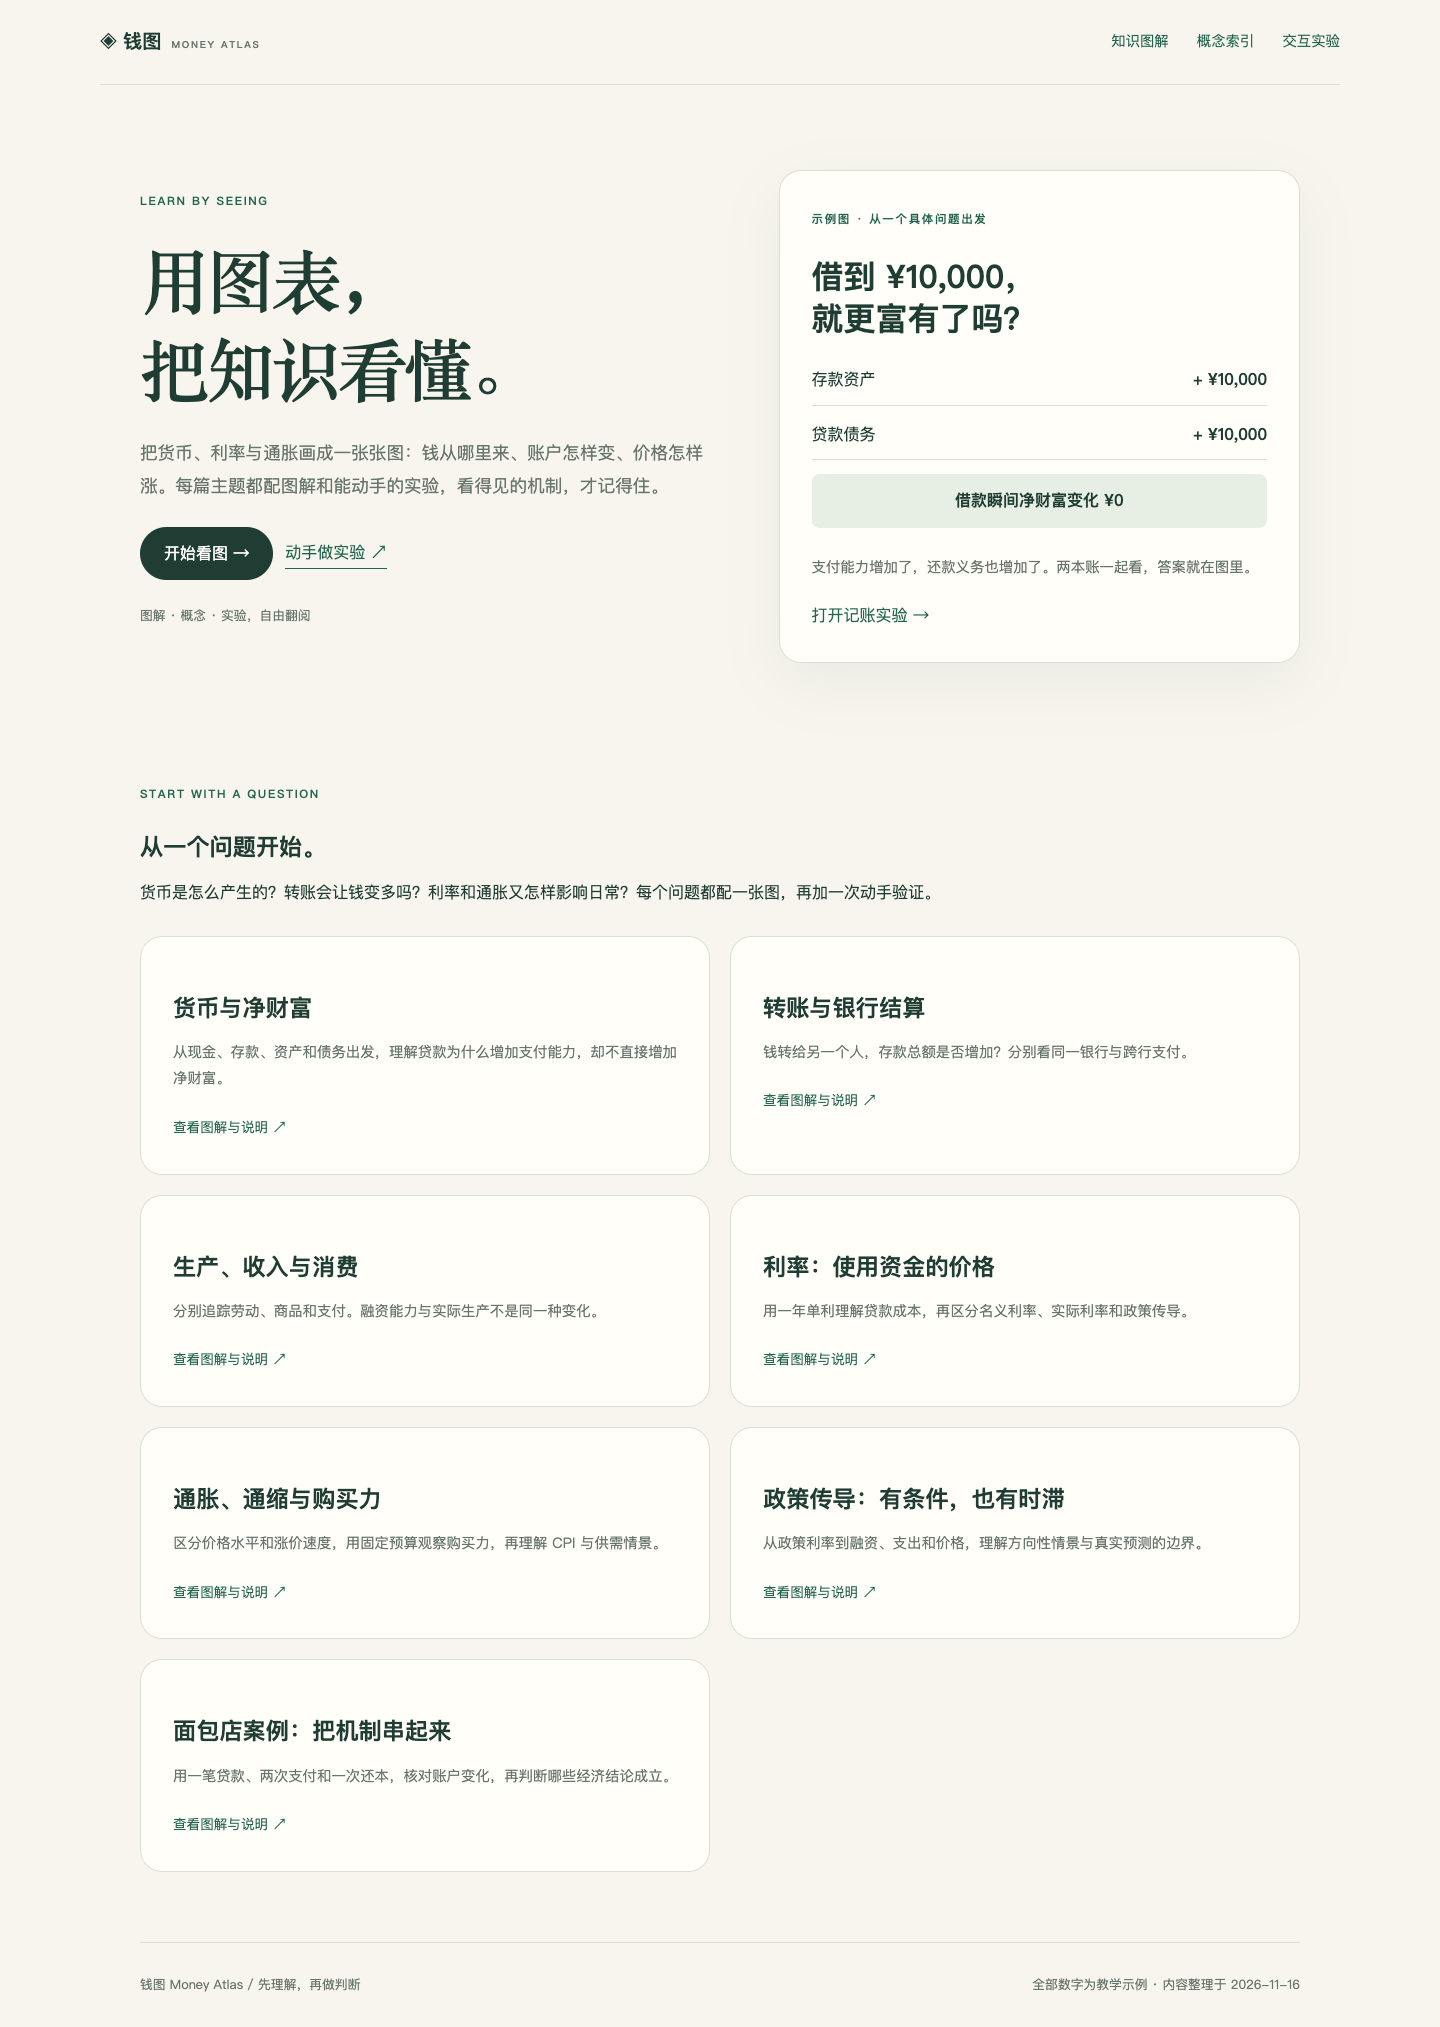 ◈ 钱图 MONEY ATLAS
知识图解 概念索引 交互实验
LEARN BY SEEING
用图表，
把知识看懂。
把货币、利率与通胀画成一张张图：钱从哪里来、账户怎样变、价格怎样
涨。每篇主题都配图解和能动手的实验，看得见的机制，才记得住。
开始看图 → 动手做实验 ↗
图解 · 概念 · 实验，自由翻阅
示例图 · 从一个具体问题出发
借到 ¥10,000，
就更富有了吗？
存款资产 + ¥10,000
贷款债务 + ¥10,000
借款瞬间净财富变化 ¥0
支付能力增加了，还款义务也增加了。两本账一起看，答案就在图里。
打开记账实验 →
START WITH A QUESTION
从一个问题开始。
货币是怎么产生的？转账会让钱变多吗？利率和通胀又怎样影响日常？每个问题都配一张图，再加一次动手验证。
货币与净财富
从现金、存款、资产和债务出发，理解贷款为什么增加支付能力，却不直接增加
净财富。
查看图解与说明 ↗
转账与银行结算
钱转给另一个人，存款总额是否增加？分别看同一银行与跨行支付。
查看图解与说明 ↗
生产、收入与消费
分别追踪劳动、商品和支付。融资能力与实际生产不是同一种变化。
查看图解与说明 ↗
利率：使用资金的价格
用一年单利理解贷款成本，再区分名义利率、实际利率和政策传导。
查看图解与说明 ↗
通胀、通缩与购买力
区分价格水平和涨价速度，用固定预算观察购买力，再理解 CPI 与供需情景。
查看图解与说明 ↗
政策传导：有条件，也有时滞
从政策利率到融资、支出和价格，理解方向性情景与真实预测的边界。
查看图解与说明 ↗
面包店案例：把机制串起来
用一笔贷款、两次支付和一次还本，核对账户变化，再判断哪些经济结论成立。
查看图解与说明 ↗
钱图 Money Atlas / 先理解，再做判断
全部数字为教学示例 · 内容整理于 2026-11-16